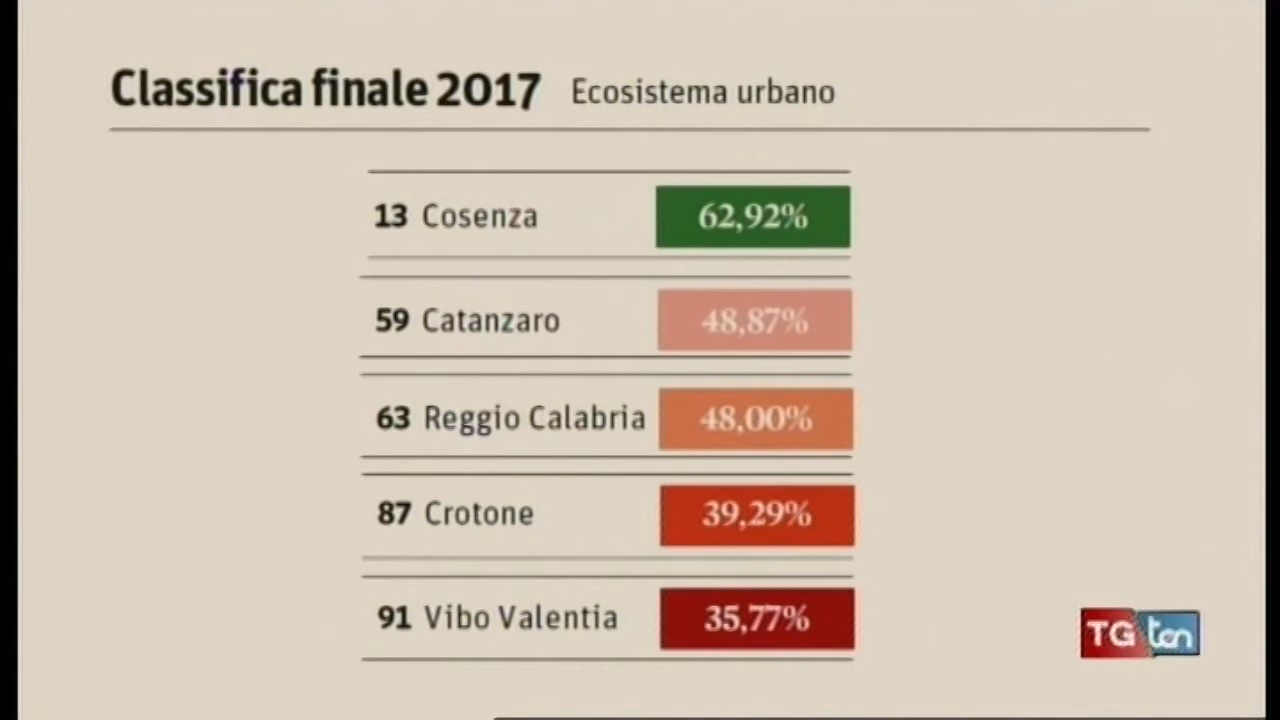 Classifica finale 2017 Ecosistema urbano
13 Cosenza 62,92%
59 Catanzaro 48,87%
63 Reggio Calabria 48,00%
87 Crotone 39,29%
91 Vibo Valentia 35,77%
TG ten